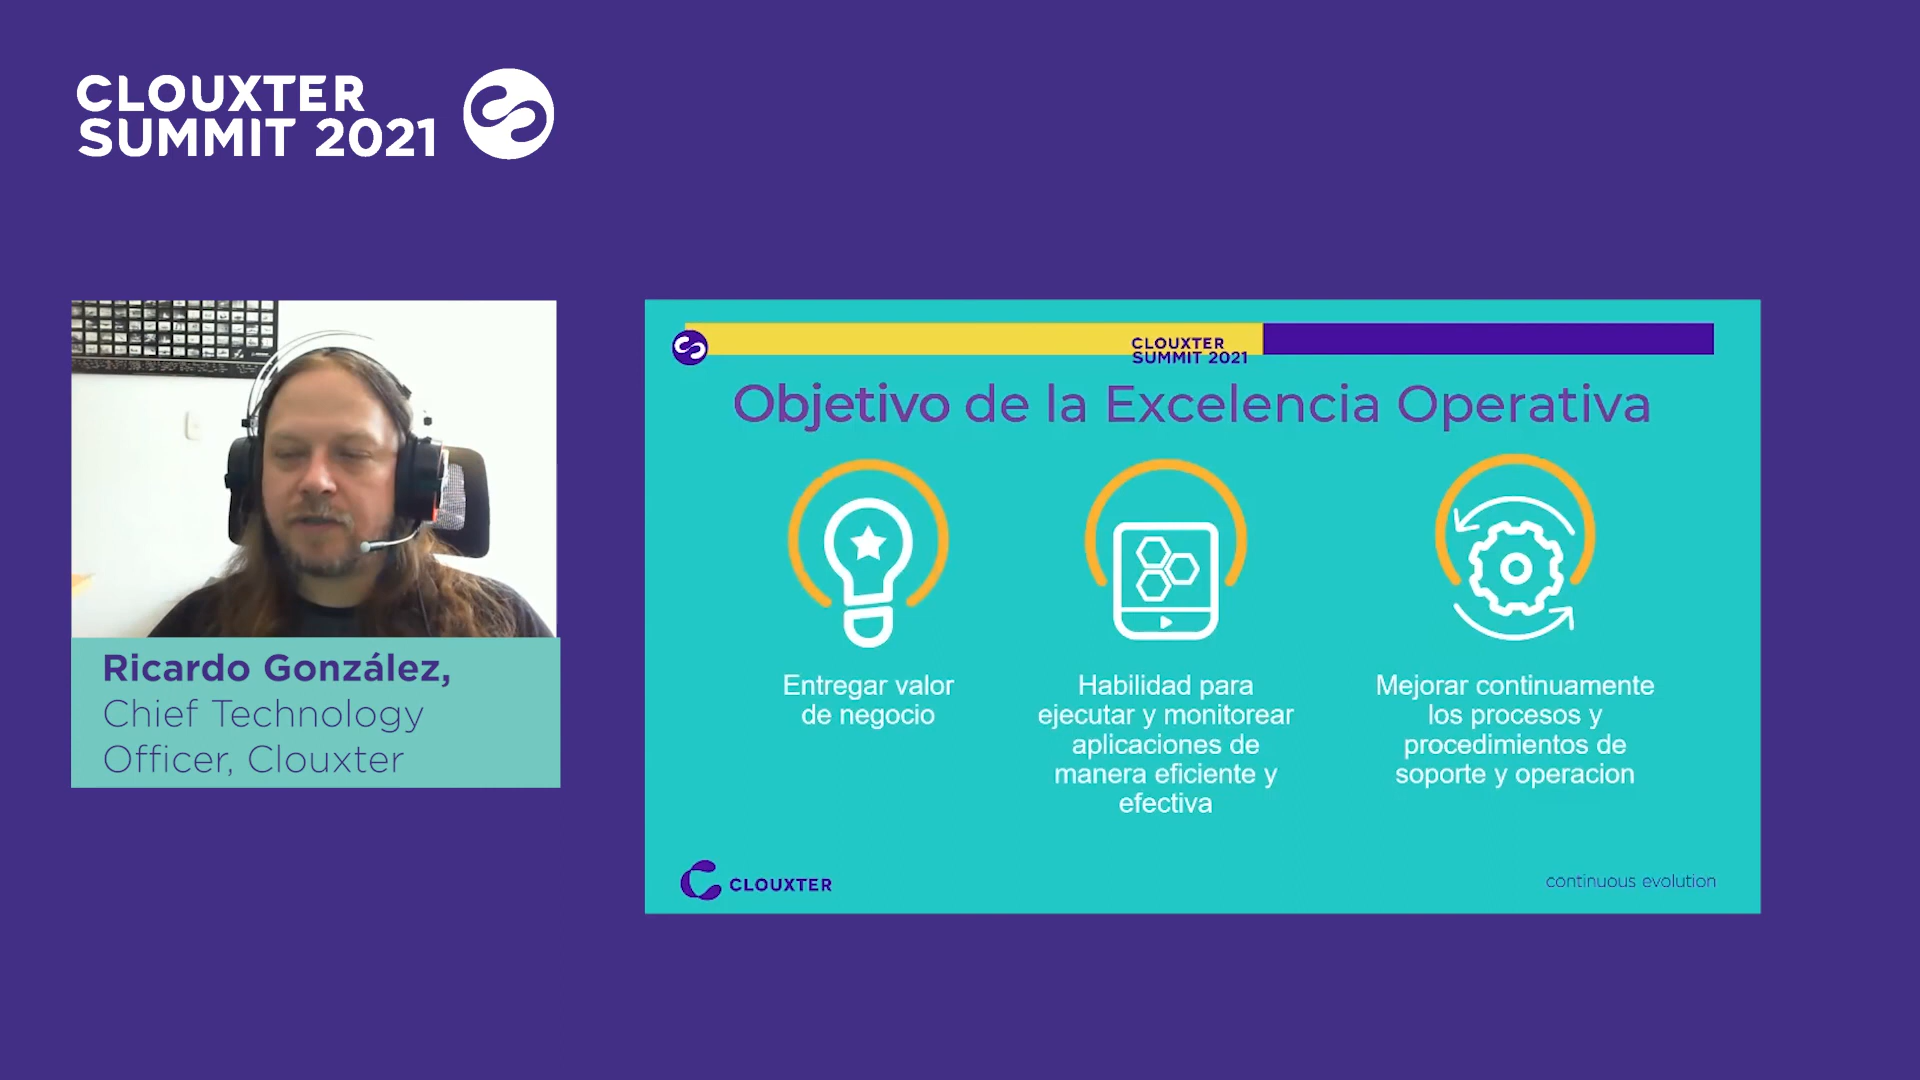 CLOUXTER
SUMMIT 2021
Ricardo González,
Chief Technology
Officer, Clouxter
CLOUXTER
SUMMIT 2021
Objetivo de la Excelencia Operativa
Entregar valor
de negocio
Habilidad para
ejecutar y monitorear
aplicaciones de
manera eficiente y
efectiva
Mejorar continuamente
los procesos y
procedimientos de
soporte y operacion
CLOUXTER
continuous evolution